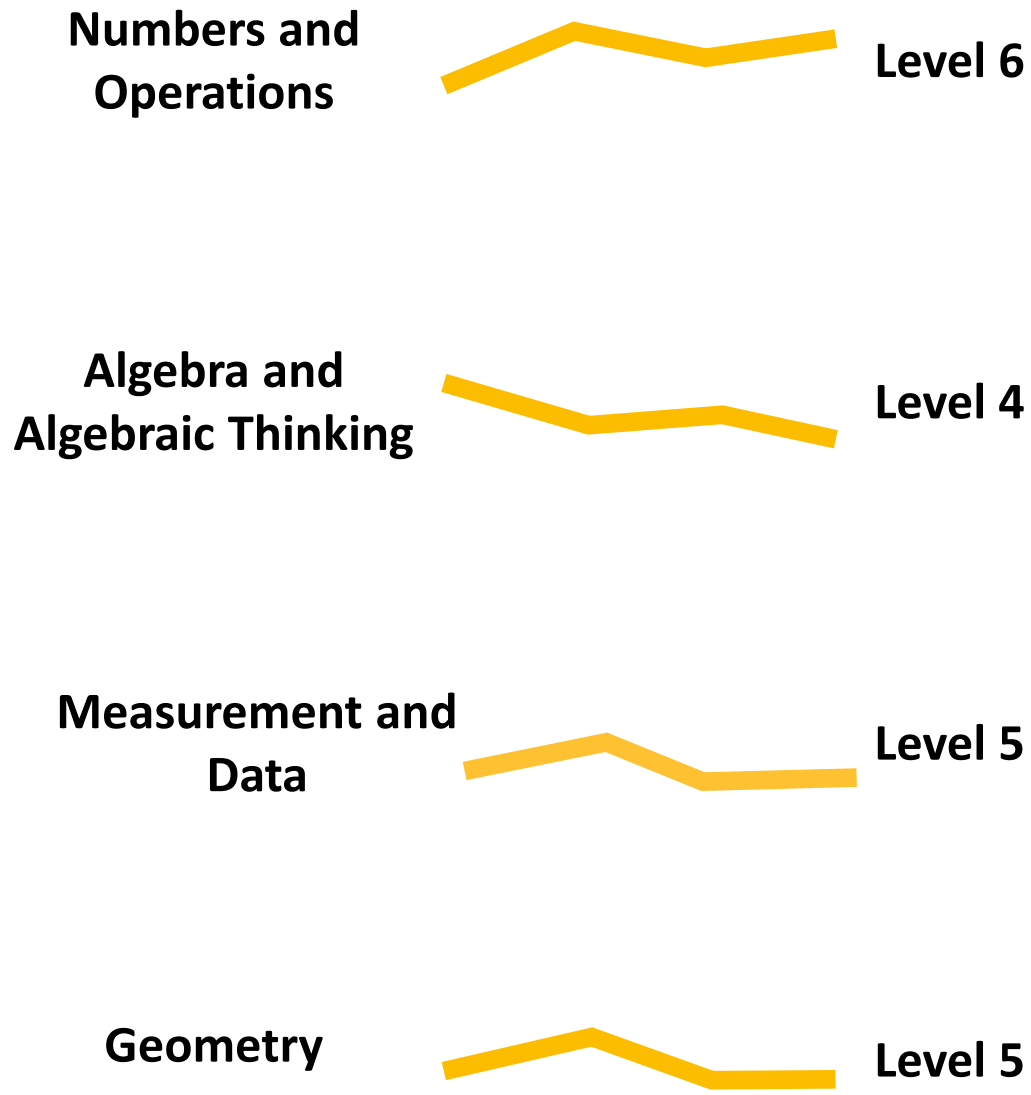 Numbers and
Operations
Level 6
Algebra and
Algebraic Thinking
Level 4
Measurement and
Data
Level 5
Geometry
Level 5